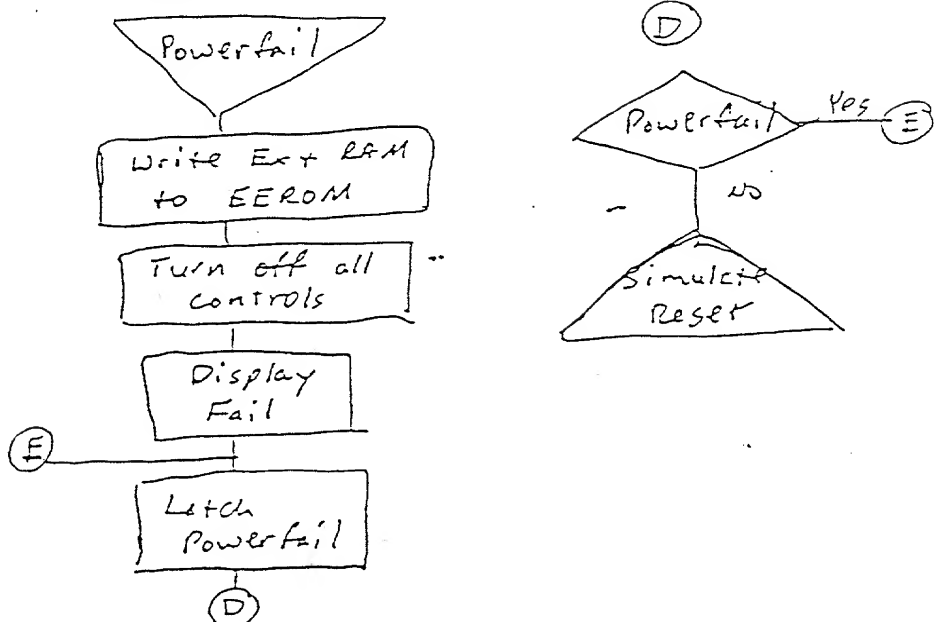 Powerfail
Write Ext RAM
to EEROM
Turn off all
controls
Display
Fail
E
Latch
Powerfail
D
D
Powerfail
Yes
E
NO
Simulate
Reset